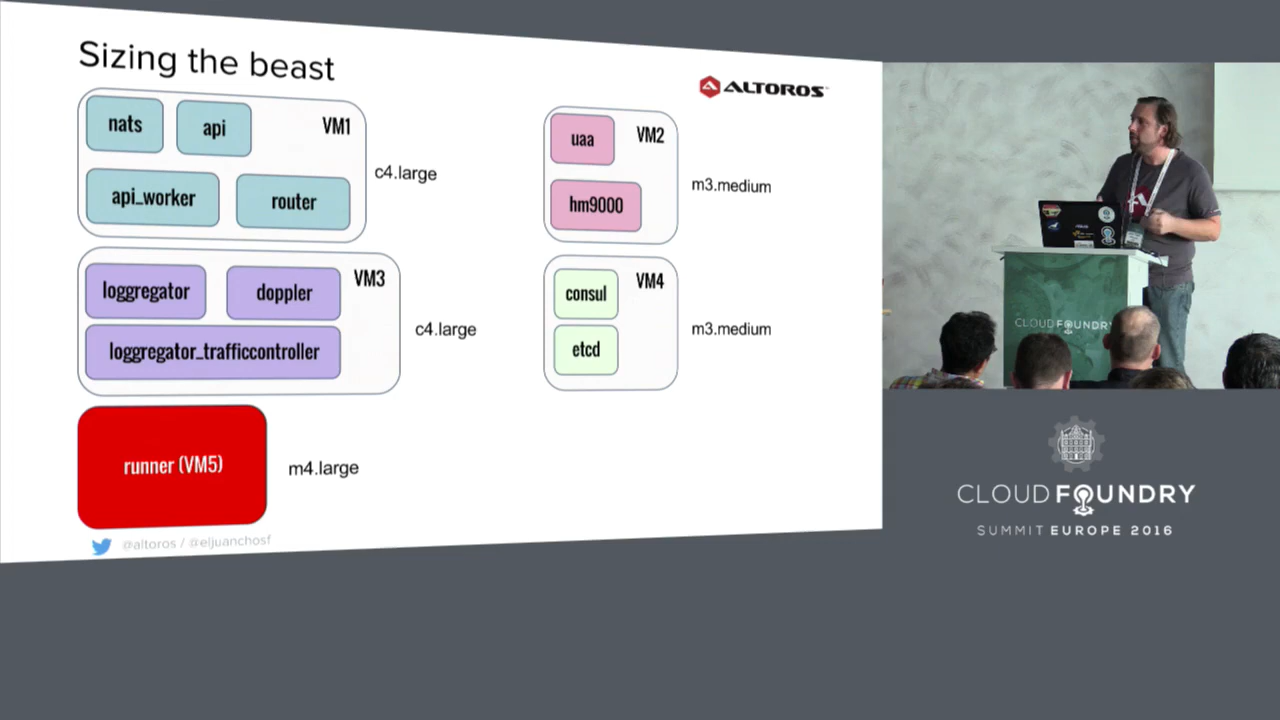 Sizing the beast
ALTOROS
nats
api
VM1
api_worker
router
c4.large
uaa
VM2
hm9000
m3.medium
loggregator
doppler
VM3
loggregator_trafficcontroller
c4.large
consul
VM4
etcd
m3.medium
runner (VM5)
m4.large
@altoros / @eljuanchosf
CLOUD FOUNDRY
CLOUD FOUNDRY
SUMMIT EUROPE 2016